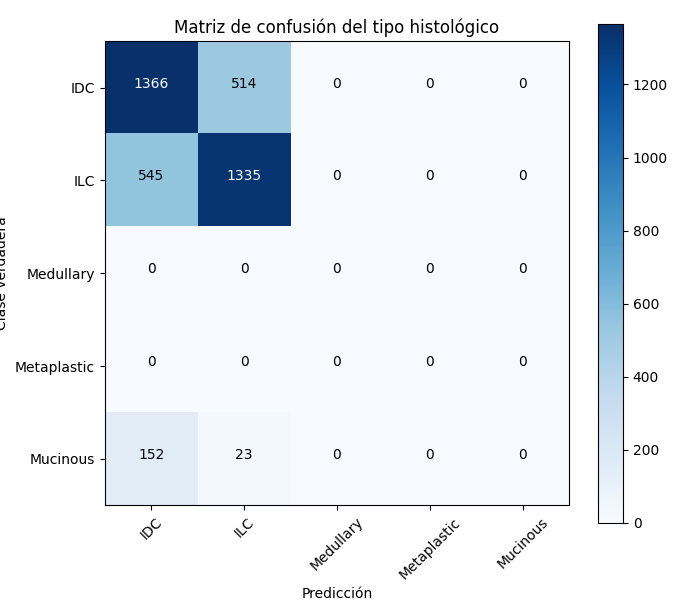 Matriz de confusión del tipo histológico
IDC 1366 514 0 0 0
ILC 545 1335 0 0 0
Medullary 0 0 0 0 0
Metaplastic 0 0 0 0 0
Mucinous 152 23 0 0 0
IDC ILC Medullary Metaplastic Mucinous
Predicción
Clase verdadera
1200
1000
800
600
400
200
0